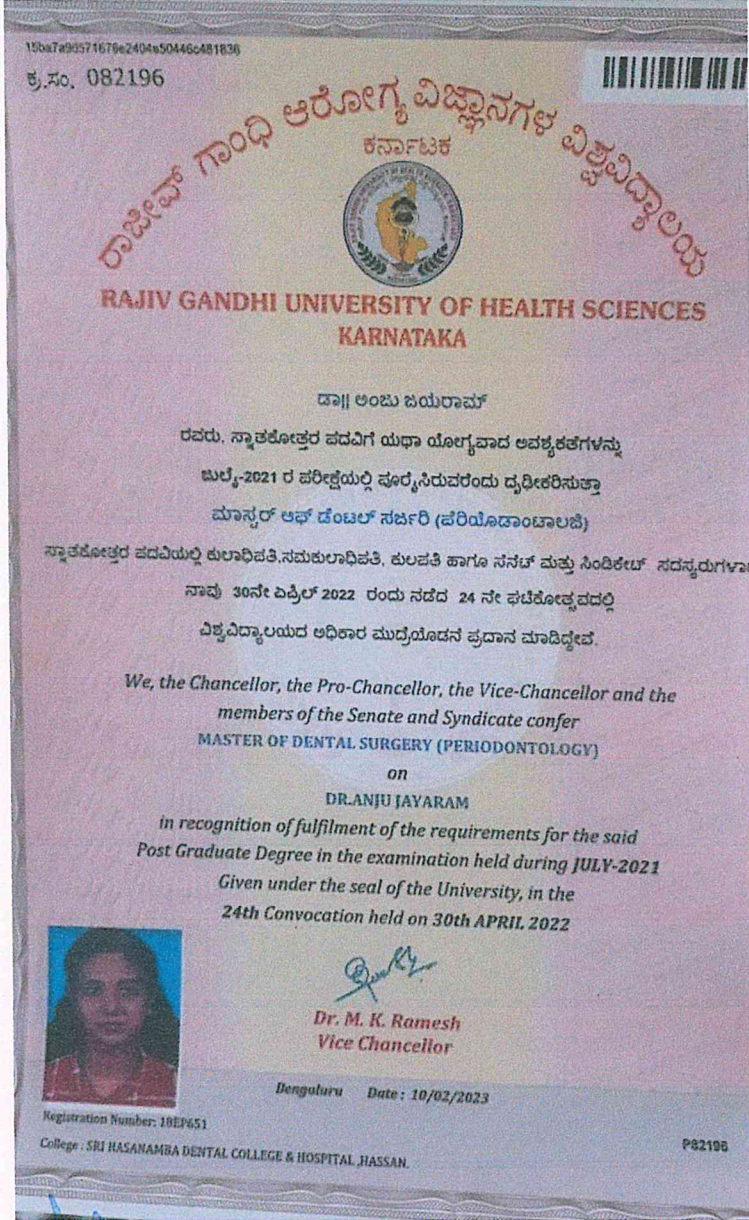 15ba7a90571679e2404s50446c481836
ಕ್ರ.ಸಂ. 082196
ರಾಜೀವ್ ಗಾಂಧಿ ಆರೋಗ್ಯ ವಿಜ್ಞಾನಗಳ ವಿಶ್ವವಿದ್ಯಾಲಯ
ಕರ್ನಾಟಕ
RAJIV GANDHI UNIVERSITY OF HEALTH SCIENCES
KARNATAKA
ಡಾ|| ಅಂಜು ಜಯರಾಮ್
ರವರು, ಸ್ನಾತಕೋತ್ತರ ಪದವಿಗೆ ಯಥಾ ಯೋಗ್ಯವಾದ ಅವಶ್ಯಕತೆಗಳನ್ನು
ಜುಲೈ-2021 ರ ಪರೀಕ್ಷೆಯಲ್ಲಿ ಪೂರೈಸಿರುವರೆಂದು ದೃಢೀಕರಿಸುತ್ತಾ
ಮಾಸ್ಟರ್ ಆಫ್ ಡೆಂಟಲ್ ಸರ್ಜರಿ (ಪೆರಿಯೊಡಾಂಟಾಲಜಿ)
ಸ್ನಾತಕೋತ್ತರ ಪದವಿಯಲ್ಲಿ ಕುಲಾಧಿಪತಿ,ಸಮಕುಲಾಧಿಪತಿ, ಕುಲಪತಿ ಹಾಗೂ ಸೆನೆಟ್ ಮತ್ತು ಸಿಂಡಿಕೇಟ್ ಸದಸ್ಯರುಗಳಾ
ನಾವು 30ನೇ ಏಪ್ರಿಲ್ 2022 ರಂದು ನಡೆದ 24 ನೇ ಘಟಿಕೋತ್ಸವದಲ್ಲಿ
ವಿಶ್ವವಿದ್ಯಾಲಯದ ಅಧಿಕಾರ ಮುದ್ರೆಯೊಡನೆ ಪ್ರದಾನ ಮಾಡಿದ್ದೇವೆ.
We, the Chancellor, the Pro-Chancellor, the Vice-Chancellor and the
members of the Senate and Syndicate confer
MASTER OF DENTAL SURGERY (PERIODONTOLOGY)
on
DR.ANJU JAYARAM
in recognition of fulfilment of the requirements for the said
Post Graduate Degree in the examination held during JULY-2021
Given under the seal of the University, in the
24th Convocation held on 30th APRIL 2022
Dr. M. K. Ramesh
Vice Chancellor
Bengaluru Date : 10/02/2023
Registration Number: 18EP651
College : SRI HASANAMBA DENTAL COLLEGE & HOSPITAL ,HASSAN.
P82196